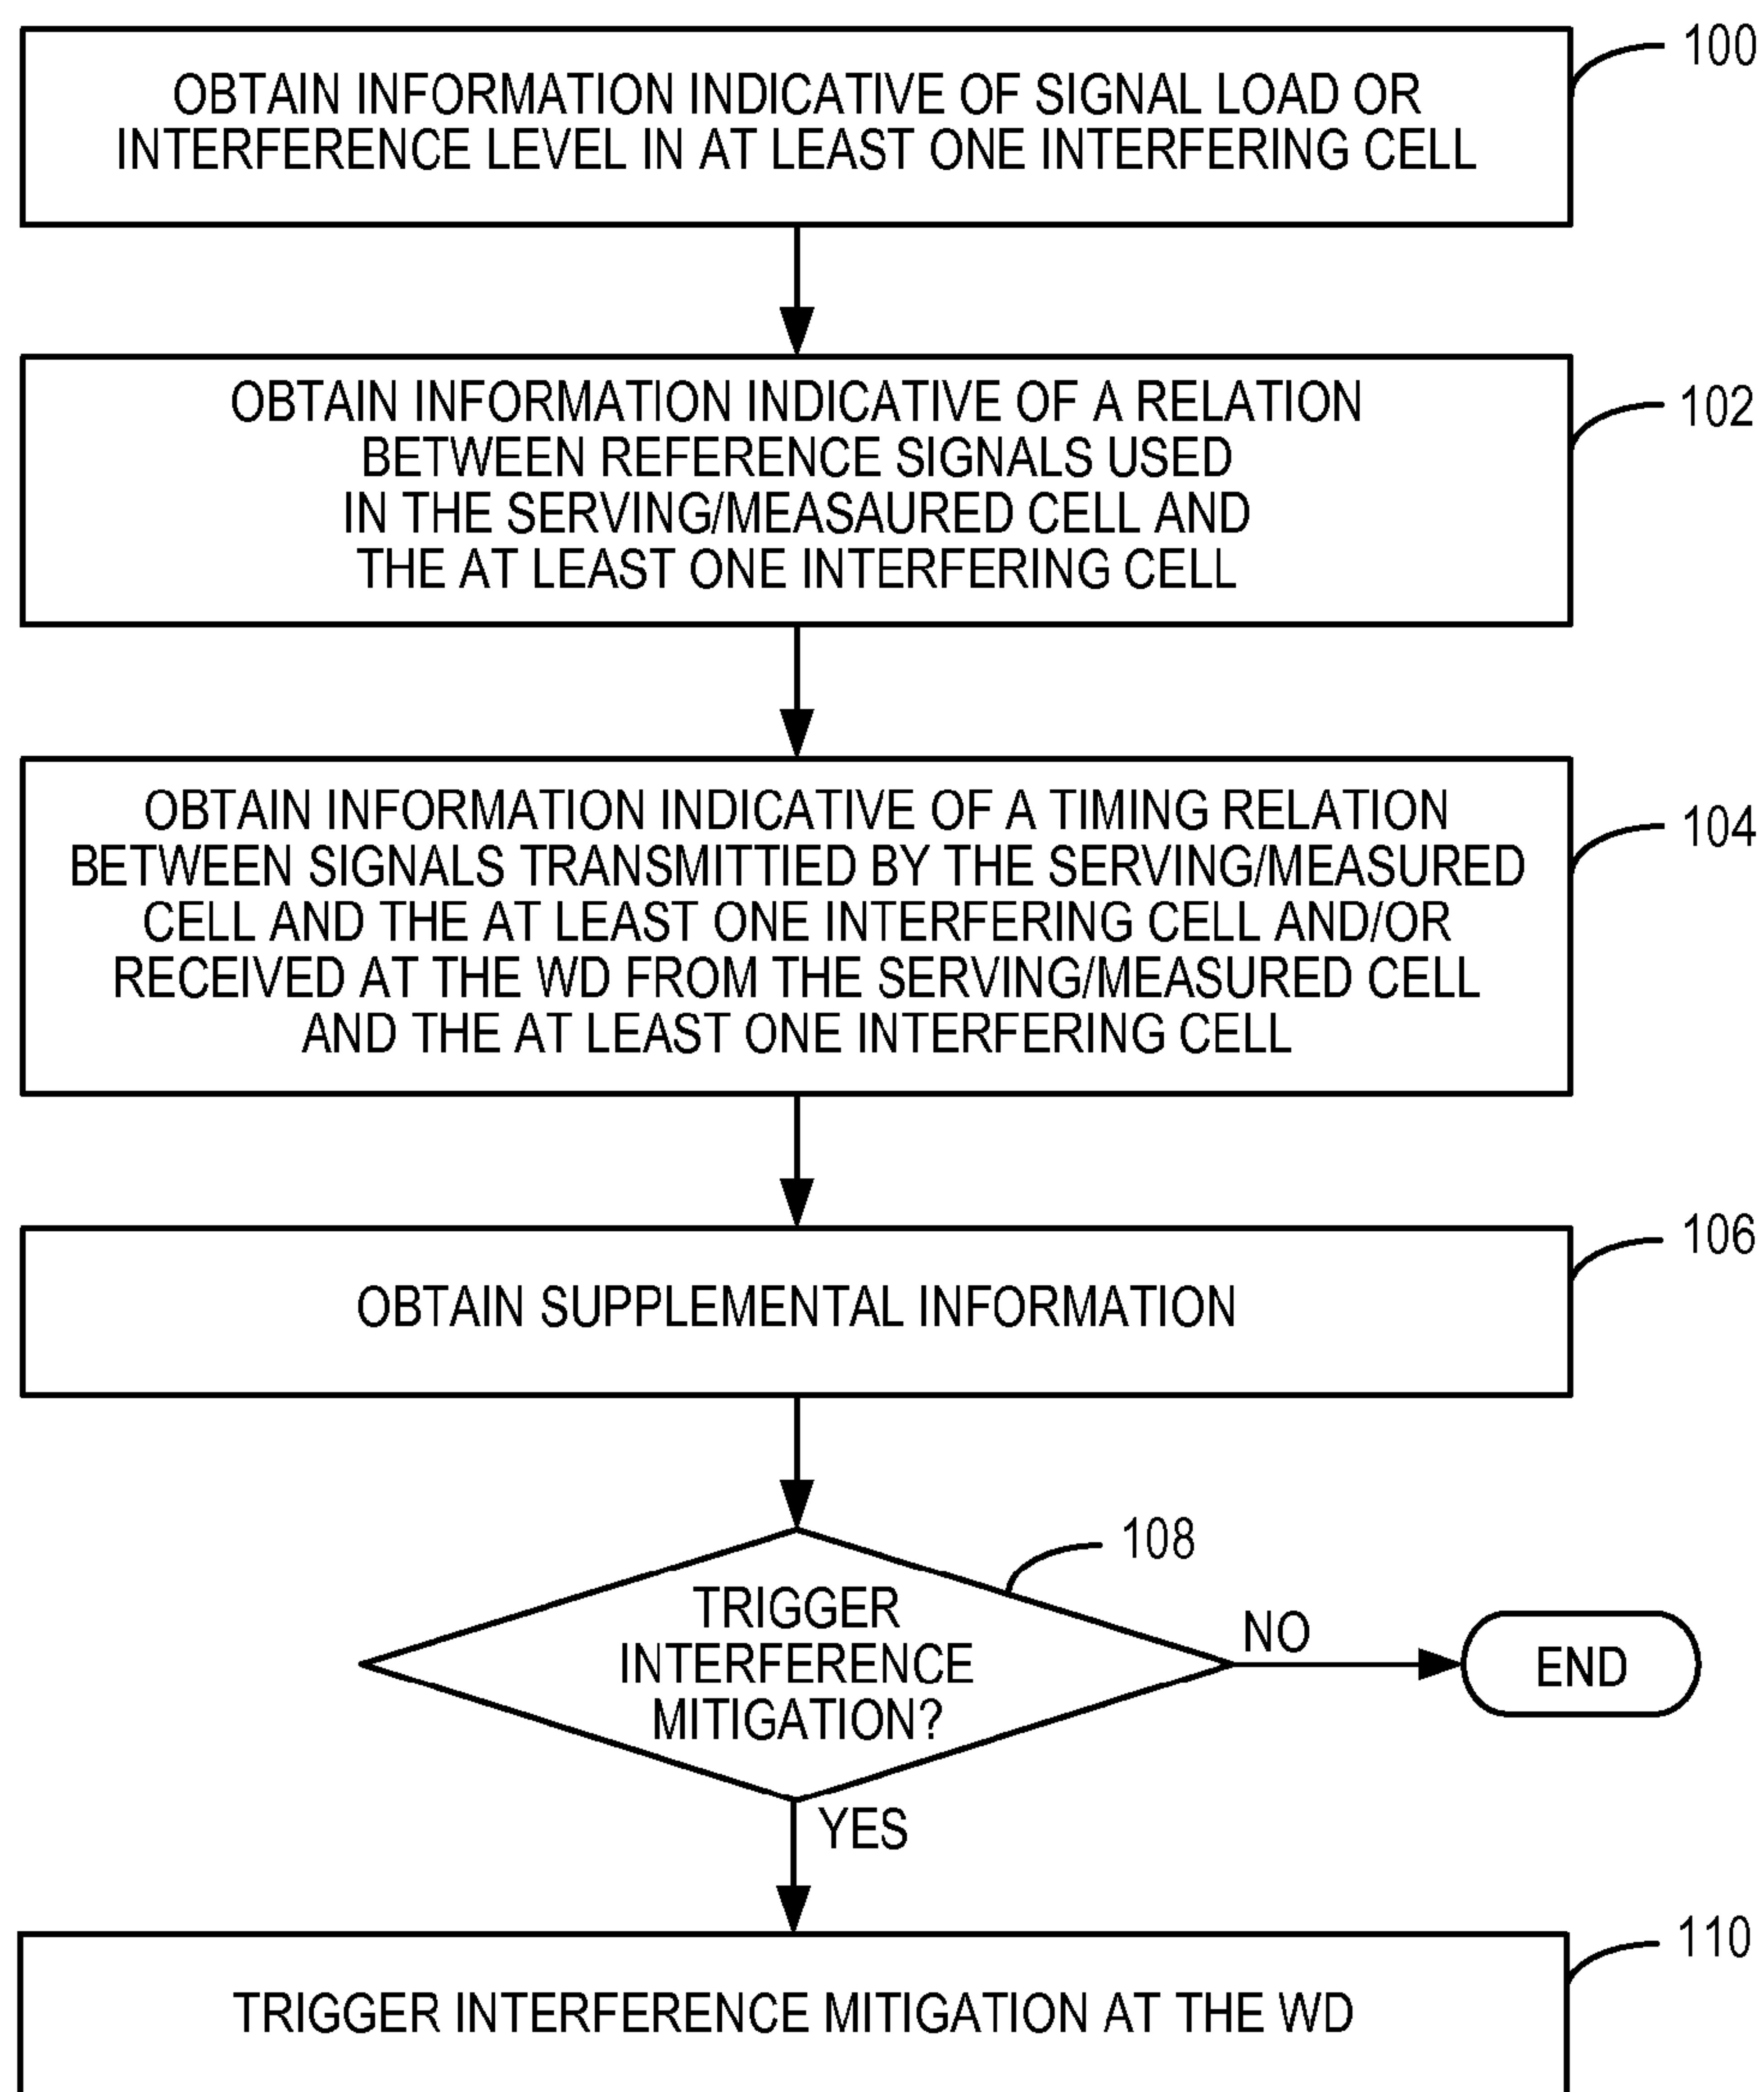 100
OBTAIN INFORMATION INDICATIVE OF SIGNAL LOAD OR
INTERFERENCE LEVEL IN AT LEAST ONE INTERFERING CELL
102
OBTAIN INFORMATION INDICATIVE OF A RELATION
BETWEEN REFERENCE SIGNALS USED
IN THE SERVING/MEASAURED CELL AND
THE AT LEAST ONE INTERFERING CELL
104
OBTAIN INFORMATION INDICATIVE OF A TIMING RELATION
BETWEEN SIGNALS TRANSMITTIED BY THE SERVING/MEASURED
CELL AND THE AT LEAST ONE INTERFERING CELL AND/OR
RECEIVED AT THE WD FROM THE SERVING/MEASURED CELL
AND THE AT LEAST ONE INTERFERING CELL
106
OBTAIN SUPPLEMENTAL INFORMATION
108
TRIGGER
INTERFERENCE
MITIGATION?
NO
END
YES
110
TRIGGER INTERFERENCE MITIGATION AT THE WD